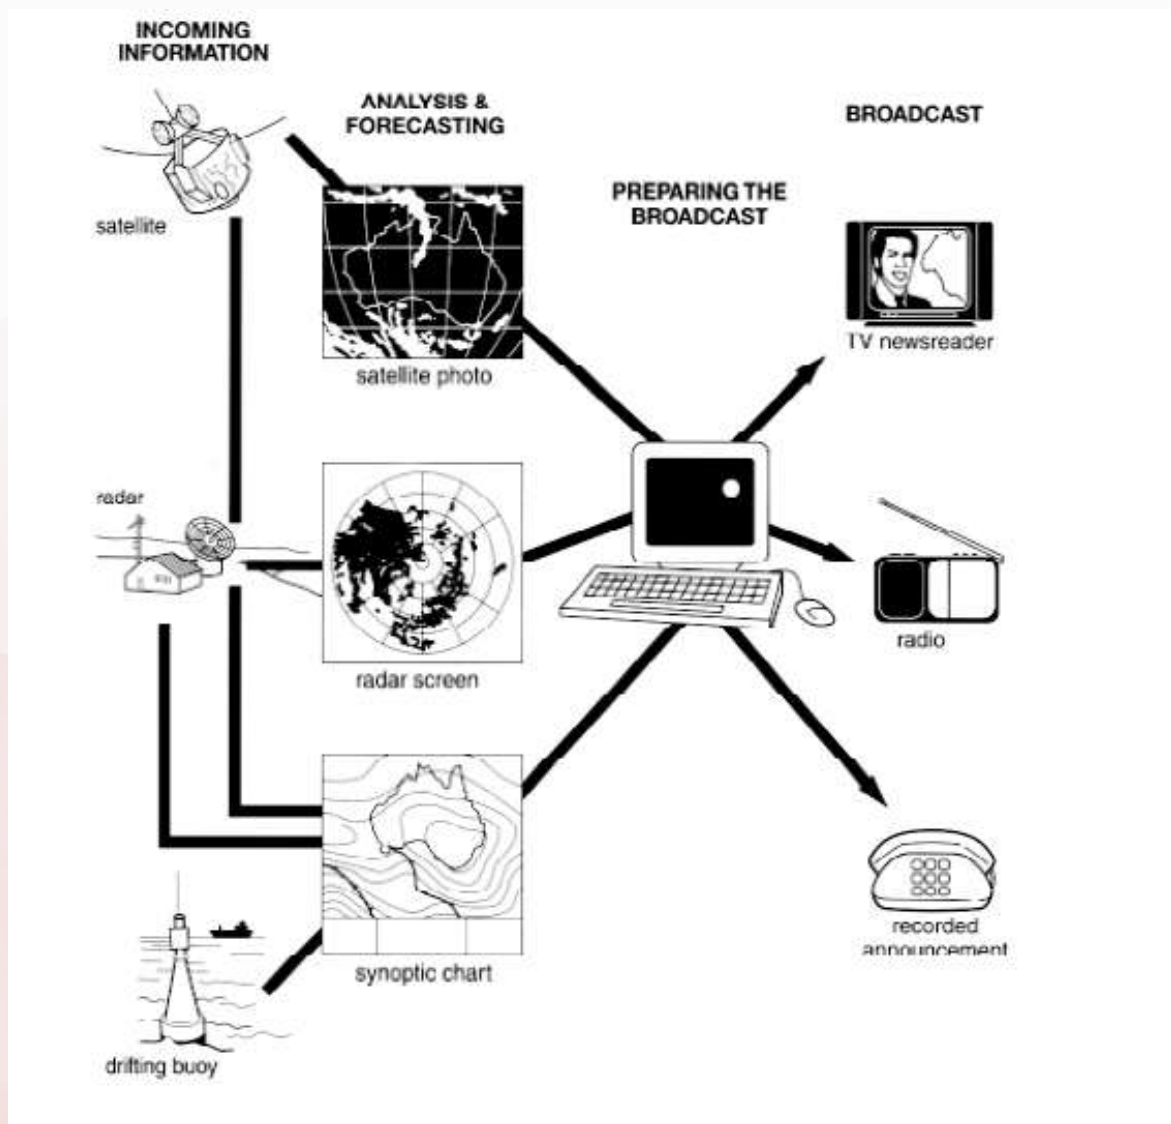 INCOMING
INFORMATION
ANALYSIS &
FORECASTING
BROADCAST
PREPARING THE
BROADCAST
satellite
TV newsreader
satellite photo
radar
radio
radar screen
recorded
announcement
synoptic chart
drifting buoy